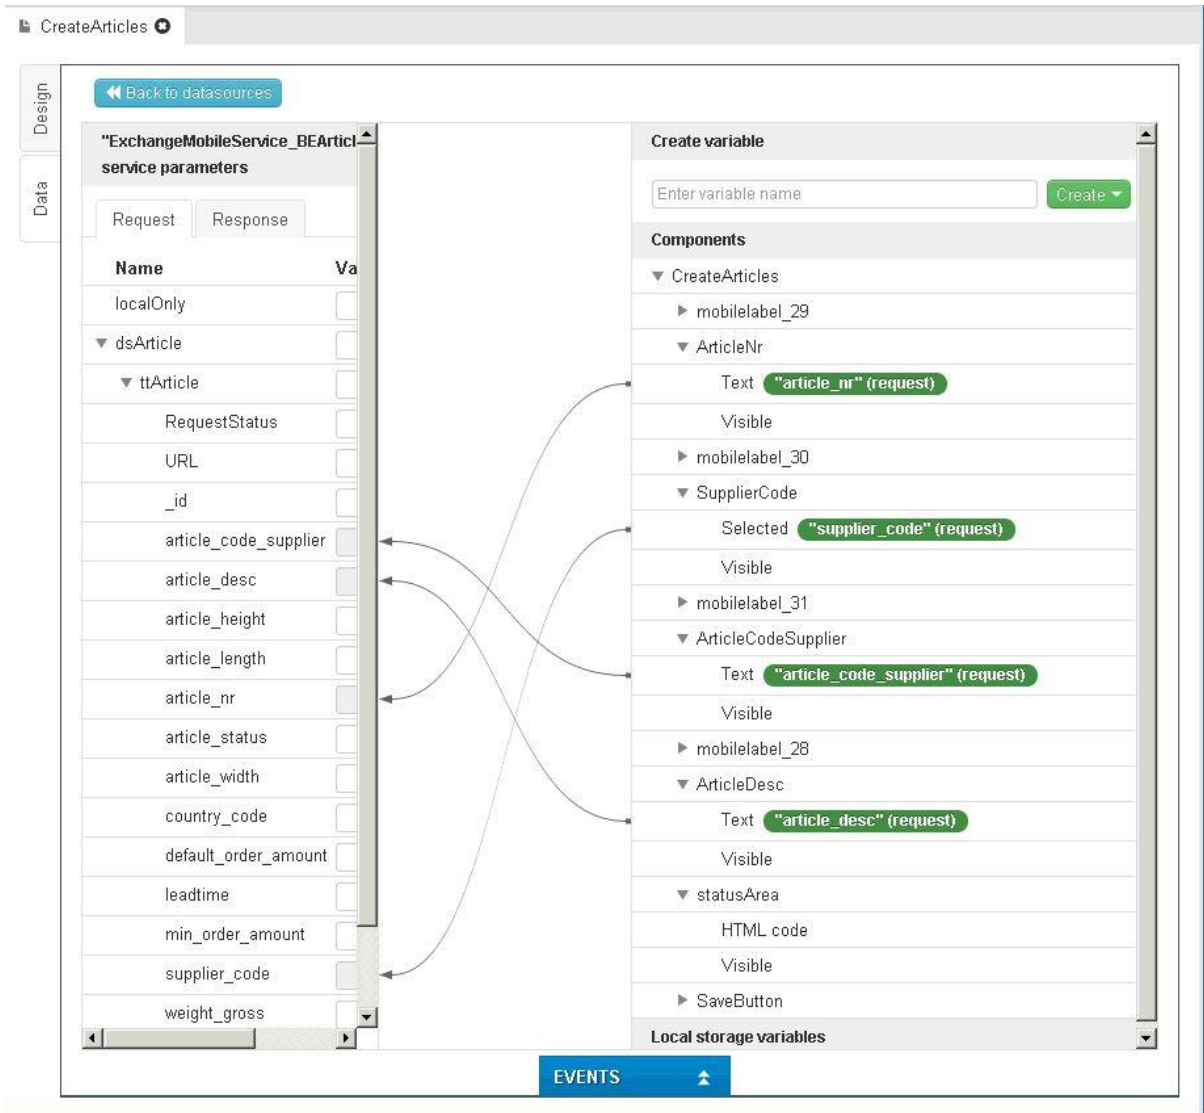 CreateArticles
Design
Data
Back to datasources
"ExchangeMobileService_BEArticl
service parameters
Request Response
Name Va
localOnly
dsArticle
ttArticle
RequestStatus
URL
_id
article_code_supplier
article_desc
article_height
article_length
article_nr
article_status
article_width
country_code
default_order_amount
leadtime
min_order_amount
supplier_code
weight_gross
Create variable
Enter variable name Create
Components
CreateArticles
mobilelabel_29
ArticleNr
Text "article_nr" (request)
Visible
mobilelabel_30
SupplierCode
Selected "supplier_code" (request)
Visible
mobilelabel_31
ArticleCodeSupplier
Text "article_code_supplier" (request)
Visible
mobilelabel_28
ArticleDesc
Text "article_desc" (request)
Visible
statusArea
HTML code
Visible
SaveButton
Local storage variables
EVENTS